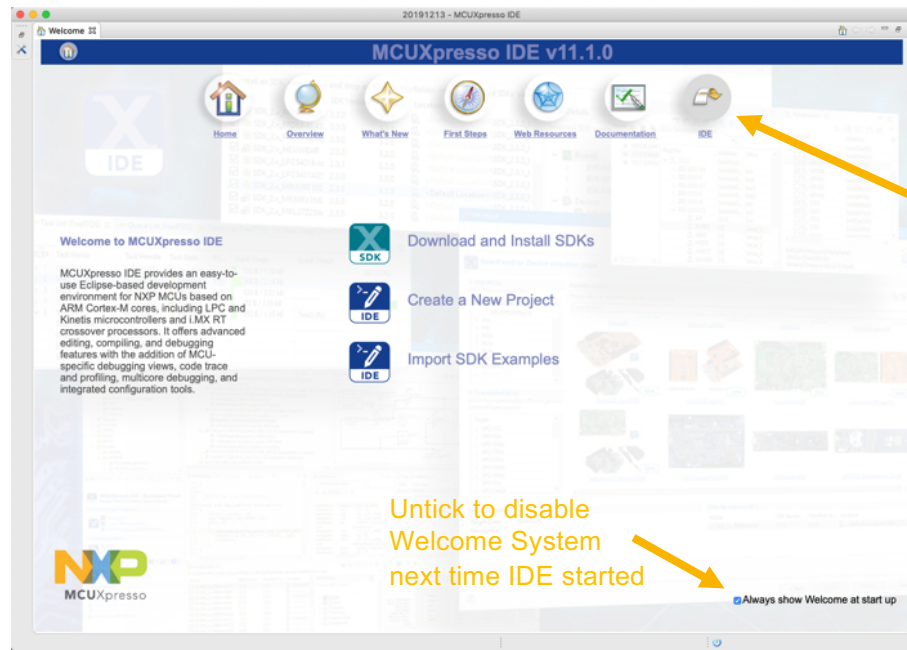 20191213 - MCUXpresso IDE
Welcome
MCUXpresso IDE v11.1.0
Home Overview What's New First Steps Web Resources Documentation IDE
IDE
Welcome to MCUXpresso IDE
MCUXpresso IDE provides an easy-to-
use Eclipse-based development
environment for NXP MCUs based on
ARM Cortex-M cores, including LPC and
Kinetis microcontrollers and i.MX RT
crossover processors. It offers advanced
editing, compiling, and debugging
features with the addition of MCU-
specific debugging views, code trace
and profiling, multicore debugging, and
integrated configuration tools.
X
SDK
Download and Install SDKs
IDE
Create a New Project
IDE
Import SDK Examples
Untick to disable
Welcome System
next time IDE started
NXP
MCUXpresso
Always show Welcome at start up